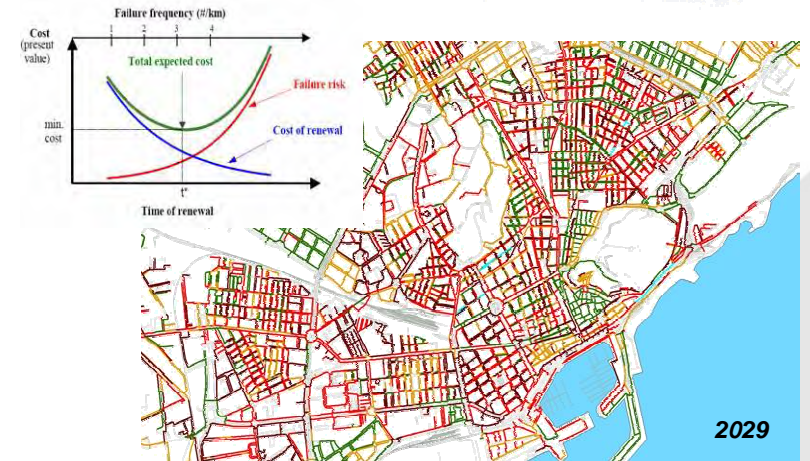 Failure frequency (#/km)
1 2 3 4
Cost
(present
value)
Total expected cost
Failure risk
min.
cost
Cost of renewal
t*
Time of renewal
2029